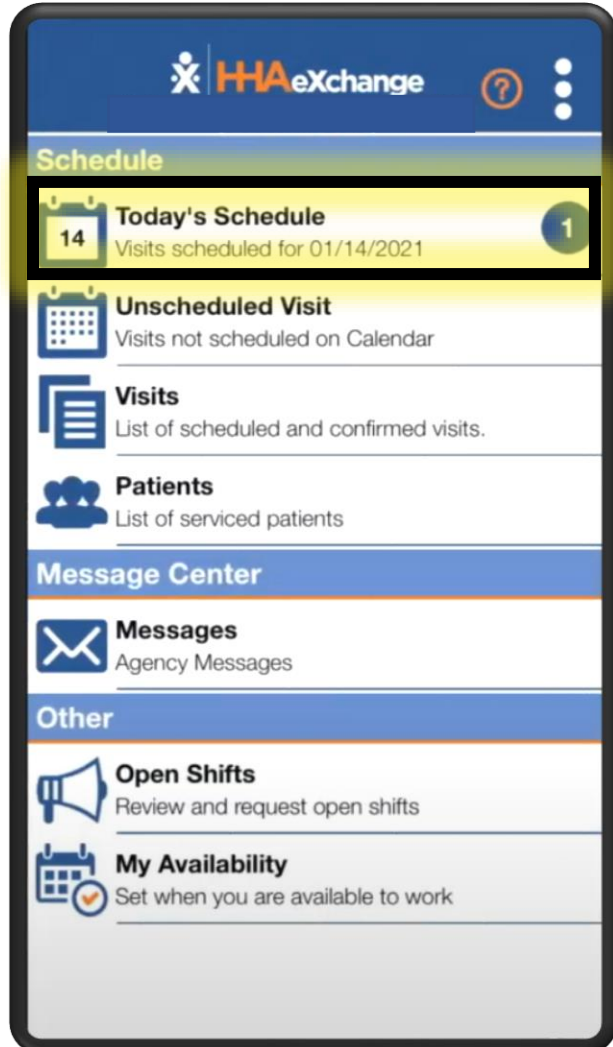 HHAeXchange
?
Schedule
14
Today's Schedule
1
Visits scheduled for 01/14/2021
Unscheduled Visit
Visits not scheduled on Calendar
Visits
List of scheduled and confirmed visits.
Patients
List of serviced patients
Message Center
Messages
Agency Messages
Other
Open Shifts
Review and request open shifts
My Availability
Set when you are available to work